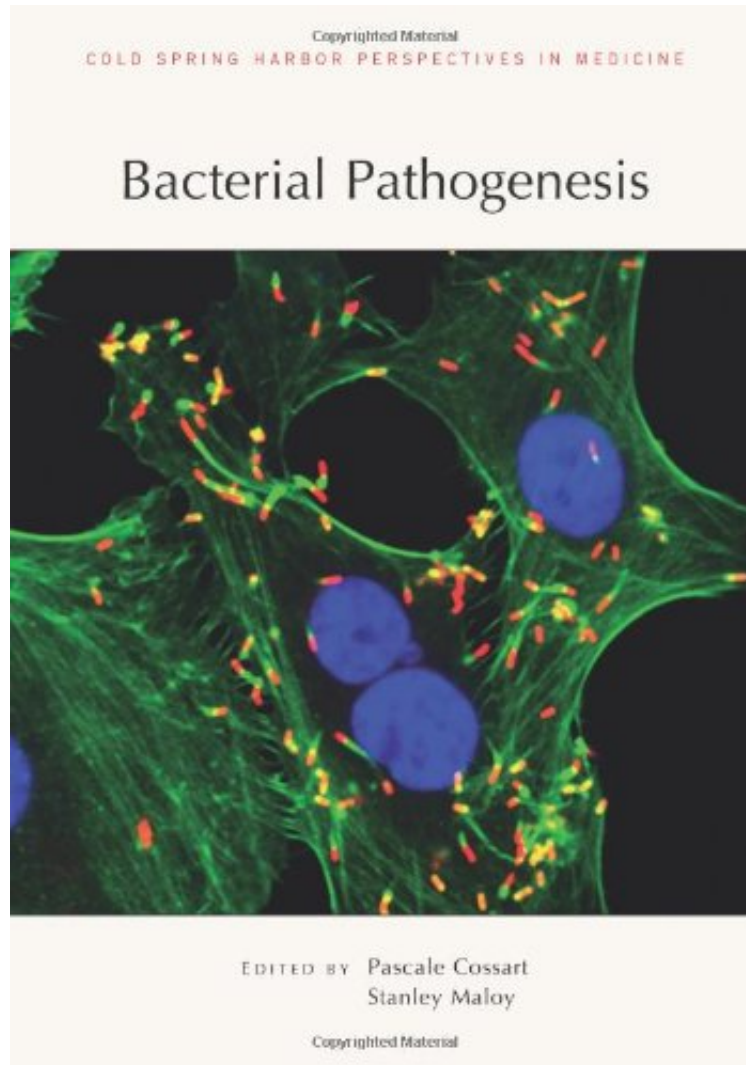 Copyrighted Material
COLD SPRING HARBOR PERSPECTIVES IN MEDICINE
Bacterial Pathogenesis
EDITED BY Pascale Cossart
Stanley Maloy
Copyrighted Material